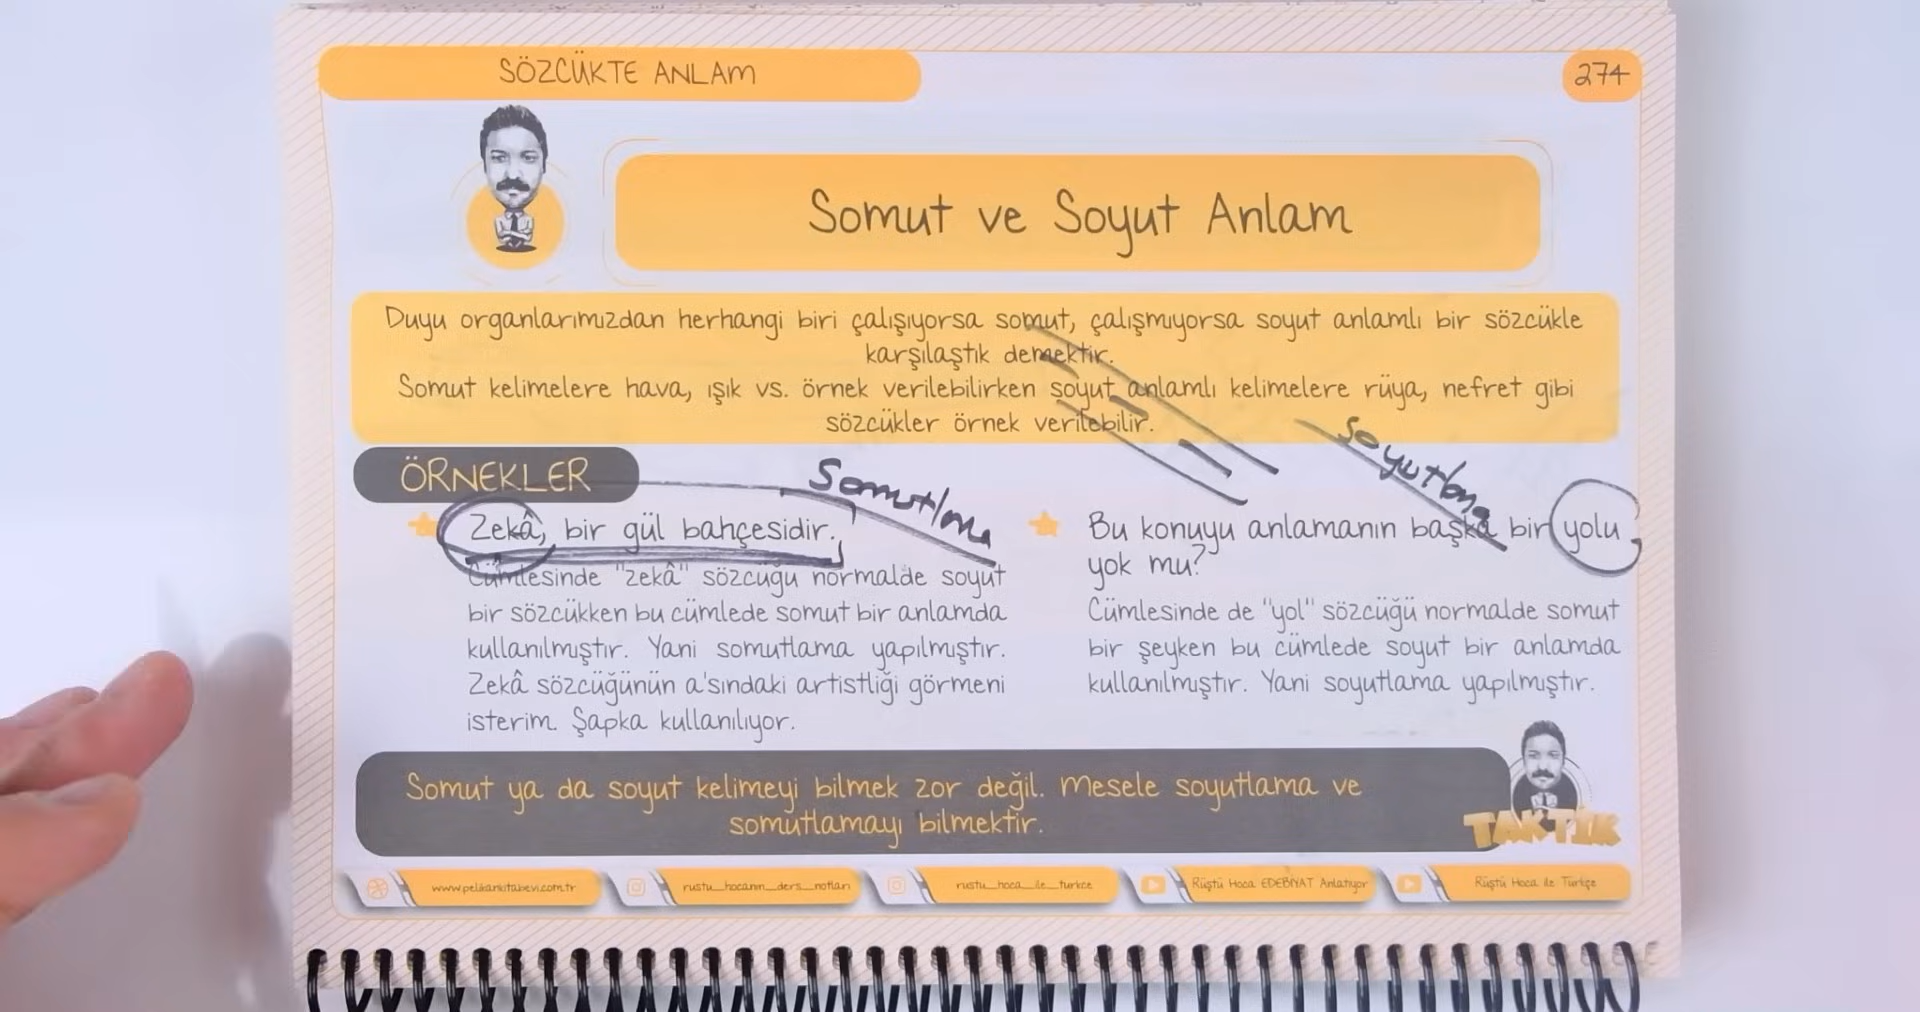 SÖZCÜKTE ANLAM
274
Somut ve Soyut Anlam
Duyu organlarımızdan herhangi biri çalışıyorsa somut, çalışmıyorsa soyut anlamlı bir sözcükle
karşılaştık demektir.
Somut kelimelere hava, ışık vs. örnek verilebilirken soyut anlamlı kelimelere rüya, nefret gibi
sözcükler örnek verilebilir.
ÖRNEKLER
Somutlama
Zekâ, bir gül bahçesidir.
Cümlesinde "zekâ" sözcüğü normalde soyut
bir sözcükken bu cümlede somut bir anlamda
kullanılmıştır. Yani somutlama yapılmıştır.
Zekâ sözcüğünün a'sındaki artistliği görmeni
isterim. Şapka kullanılıyor.
Soyutlama
Bu konuyu anlamanın başka bir yolu
yok mu?
Cümlesinde de "yol" sözcüğü normalde somut
bir şeyken bu cümlede soyut bir anlamda
kullanılmıştır. Yani soyutlama yapılmıştır.
Somut ya da soyut kelimeyi bilmek zor değil. Mesele soyutlama ve
somutlamayı bilmektir.
TAKTİK
www.pelikankitabevi.com.tr
rustu_hocanin_ders_notları
rustu_hoca_ile_turkce
Rüştü Hoca EDEBİYAT Anlatıyor
Rüştü Hoca ile Türkçe